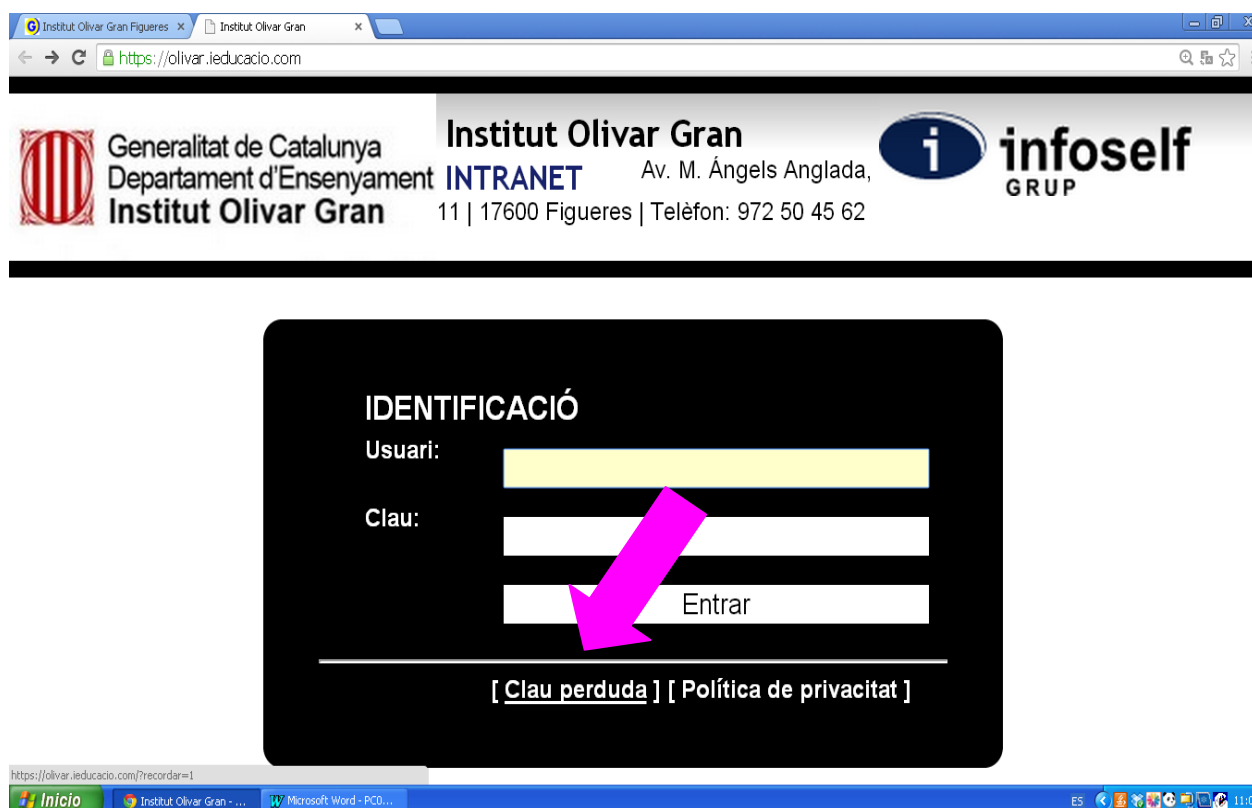 Institut Olivar Gran Figueres
Institut Olivar Gran
https://olivar.ieducacio.com
Generalitat de Catalunya
Departament d'Ensenyament
Institut Olivar Gran
Institut Olivar Gran
INTRANET Av. M. Ángels Anglada,
11 | 17600 Figueres | Telèfon: 972 50 45 62
i infoself
GRUP
IDENTIFICACIÓ
Usuari:
Clau:
Entrar
[ Clau perduda ] [ Política de privacitat ]
https://olivar.ieducacio.com/?recordar=1
Inicio Institut Olivar Gran - ... Microsoft Word - PC0... ES